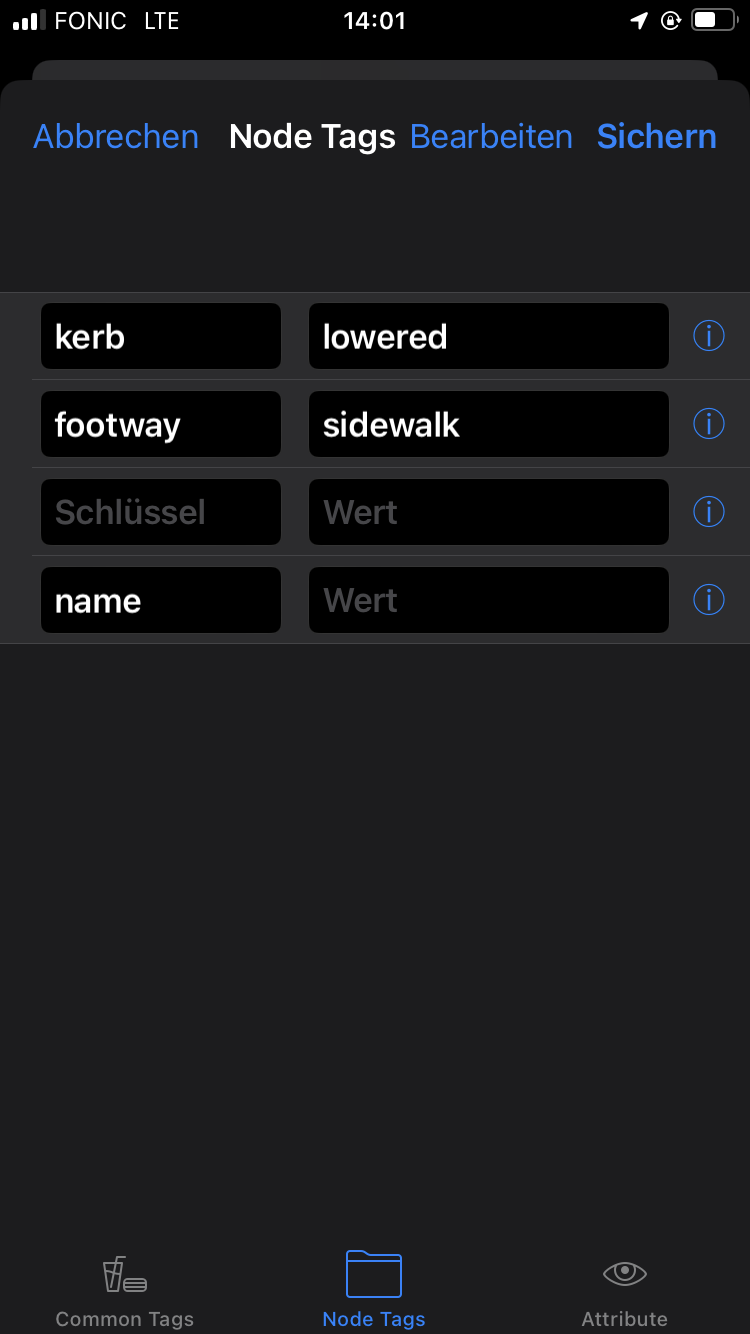 FONIC LTE 14:01
Abbrechen Node Tags Bearbeiten Sichern
kerb lowered
footway sidewalk
Schlüssel Wert
name Wert
Common Tags Node Tags Attribute